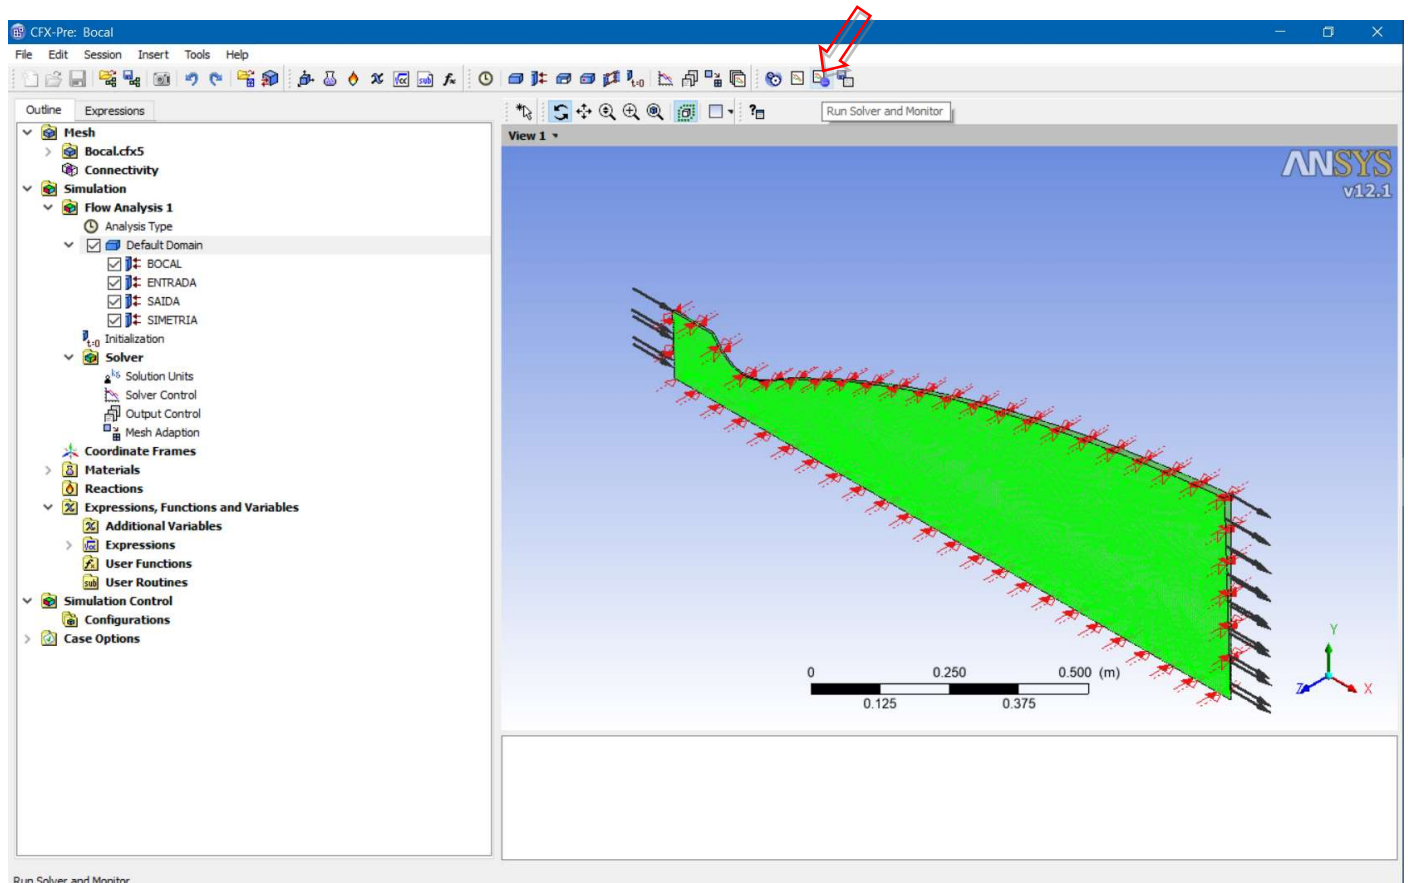 CFX-Pre: Bocal
File Edit Session Insert Tools Help
Outline Expressions
Run Solver and Monitor
View 1
Mesh
Bocal.cfx5
Connectivity
Simulation
Flow Analysis 1
Analysis Type
Default Domain
BOCAL
ENTRADA
SAIDA
SIMETRIA
t=0 Initialization
Solver
Solution Units
Solver Control
Output Control
Mesh Adaption
Coordinate Frames
Materials
Reactions
Expressions, Functions and Variables
Additional Variables
Expressions
User Functions
User Routines
Simulation Control
Configurations
Case Options
ANSYS
v12.1
0 0.250 0.500 (m)
0.125 0.375
Y
Z X
Run Solver and Monitor